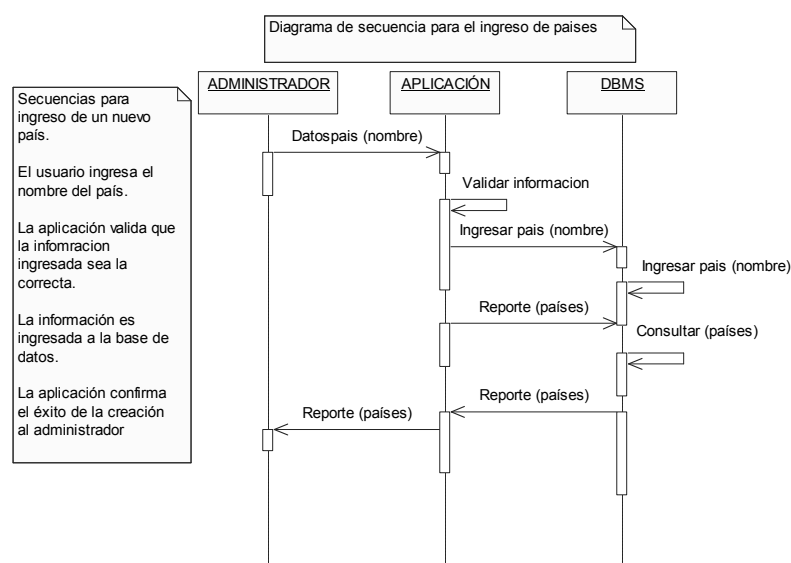 Diagrama de secuencia para el ingreso de paises
ADMINISTRADOR
APLICACIÓN
DBMS
Secuencias para
ingreso de un nuevo
país.
El usuario ingresa el
nombre del país.
La aplicación valida que
la infomracion
ingresada sea la
correcta.
La información es
ingresada a la base de
datos.
La aplicación confirma
el éxito de la creación
al administrador
Datospais (nombre)
Validar informacion
Ingresar pais (nombre)
Ingresar pais (nombre)
Reporte (países)
Consultar (países)
Reporte (países)
Reporte (países)